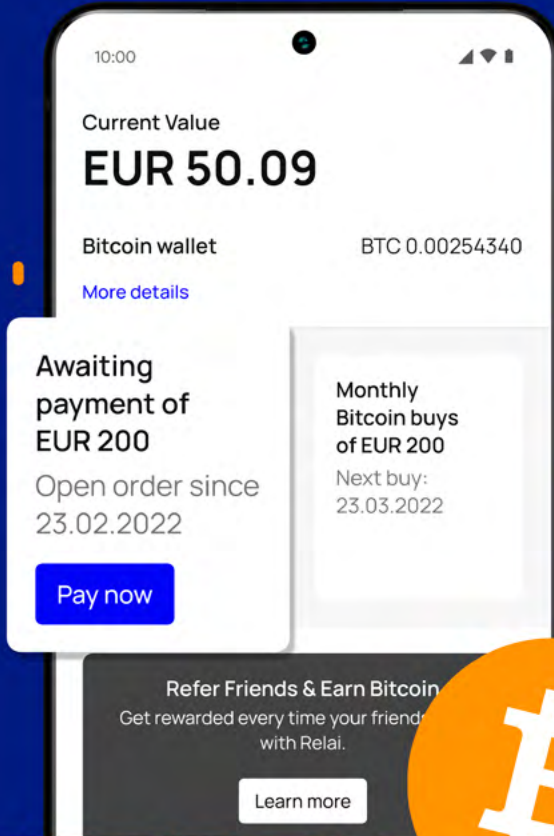 10:00
Current Value
EUR 50.09
Bitcoin wallet BTC 0.00254340
More details
Awaiting
payment of
EUR 200
Open order since
23.02.2022
Pay now
Monthly
Bitcoin buys
of EUR 200
Next buy:
23.03.2022
Refer Friends & Earn Bitcoin
Get rewarded every time your friend
with Relai.
Learn more